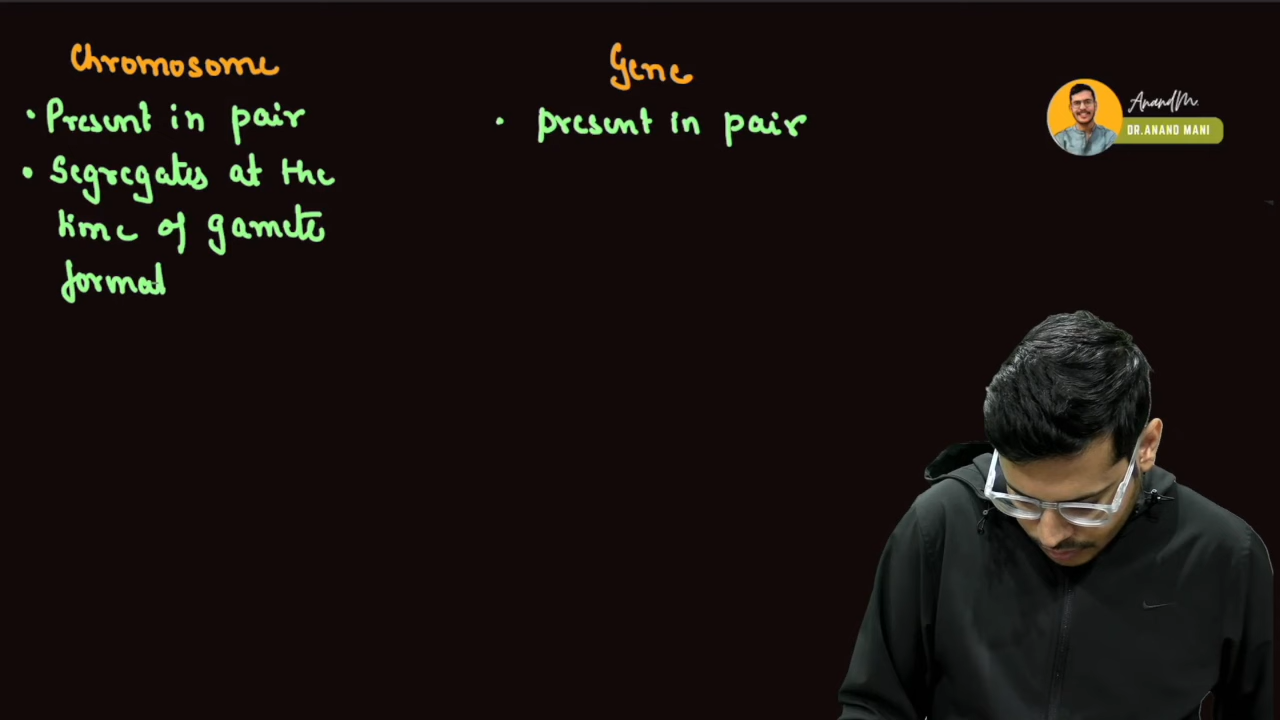 Chromosome
• Present in pair
• Segregates at the
time of gamete
format
Gene
• present in pair
AnandM.
DR.ANAND MANI